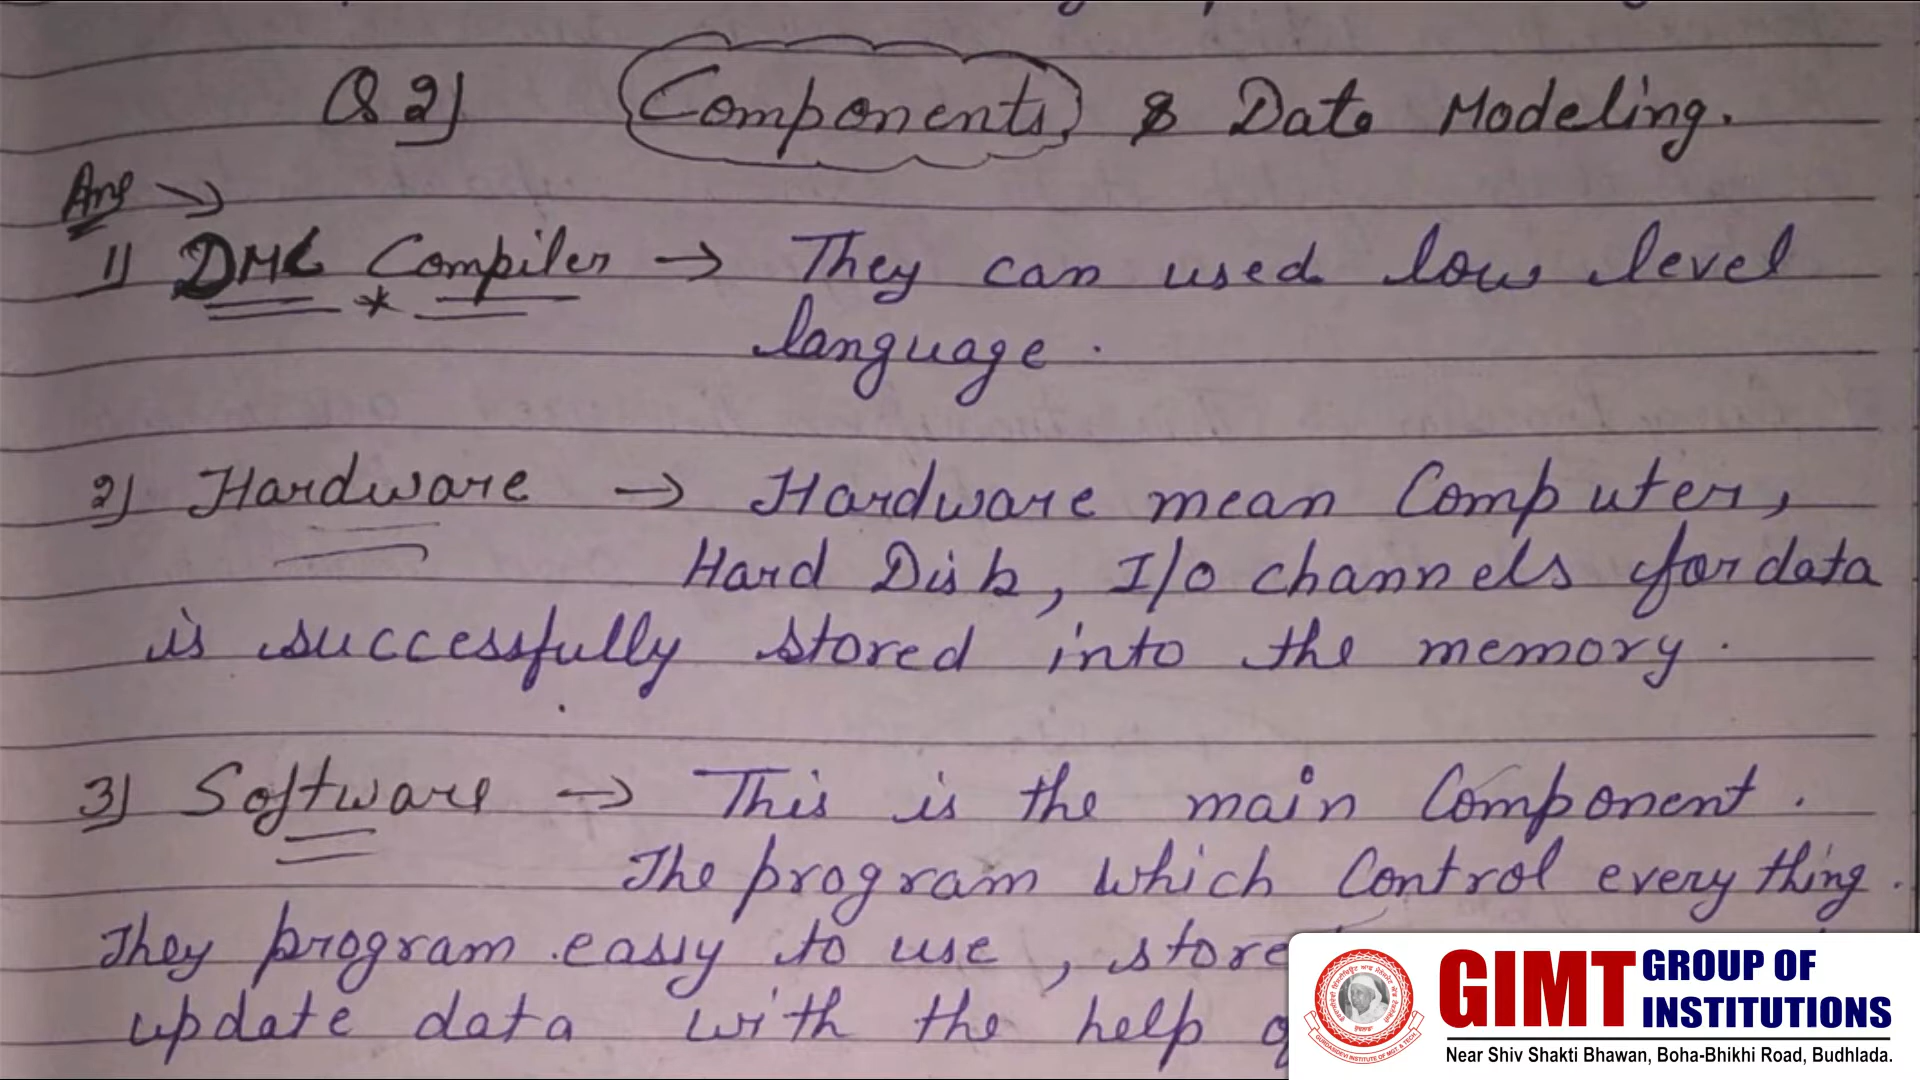 Q 2) Components & Data Modeling.
Ans →
1) DML Compiler → They can used low level
language.
2) Hardware → Hardware mean Computer,
Hard Disk, I/O channels for data
is successfully stored into the memory.
3) Software → This is the main Component.
The program which Control every thing.
They program easy to use, store
update data with the help
GIMT GROUP OF
INSTITUTIONS
Near Shiv Shakti Bhawan, Boha-Bhikhi Road, Budhlada.